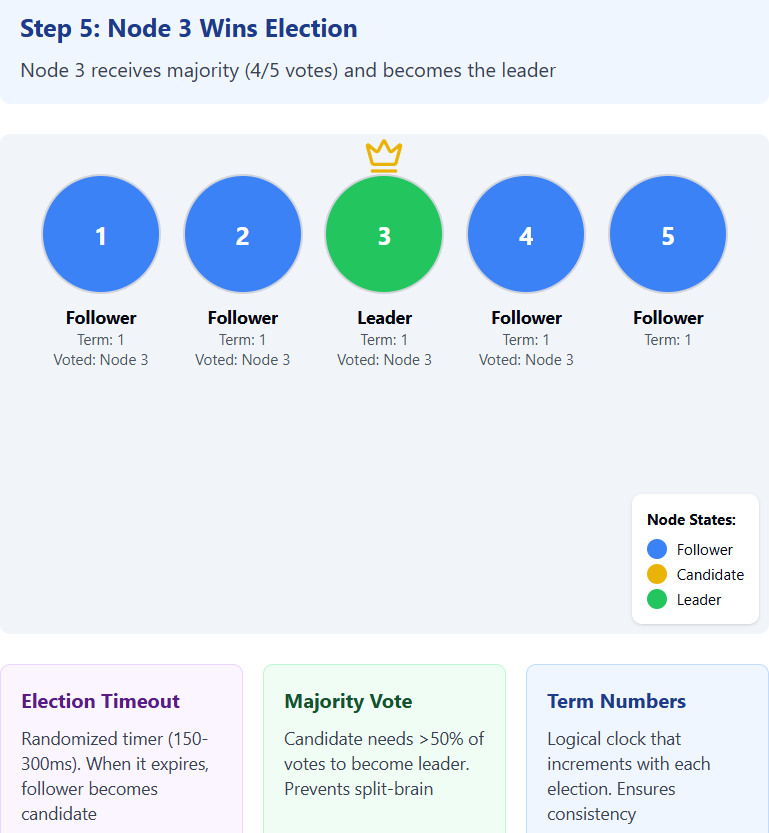 Step 5: Node 3 Wins Election
Node 3 receives majority (4/5 votes) and becomes the leader
1
2
3
4
5
Follower
Term: 1
Voted: Node 3
Follower
Term: 1
Voted: Node 3
Leader
Term: 1
Voted: Node 3
Follower
Term: 1
Voted: Node 3
Follower
Term: 1
Node States:
Follower
Candidate
Leader
Election Timeout
Randomized timer (150-
300ms). When it expires,
follower becomes
candidate
Majority Vote
Candidate needs >50% of
votes to become leader.
Prevents split-brain
Term Numbers
Logical clock that
increments with each
election. Ensures
consistency